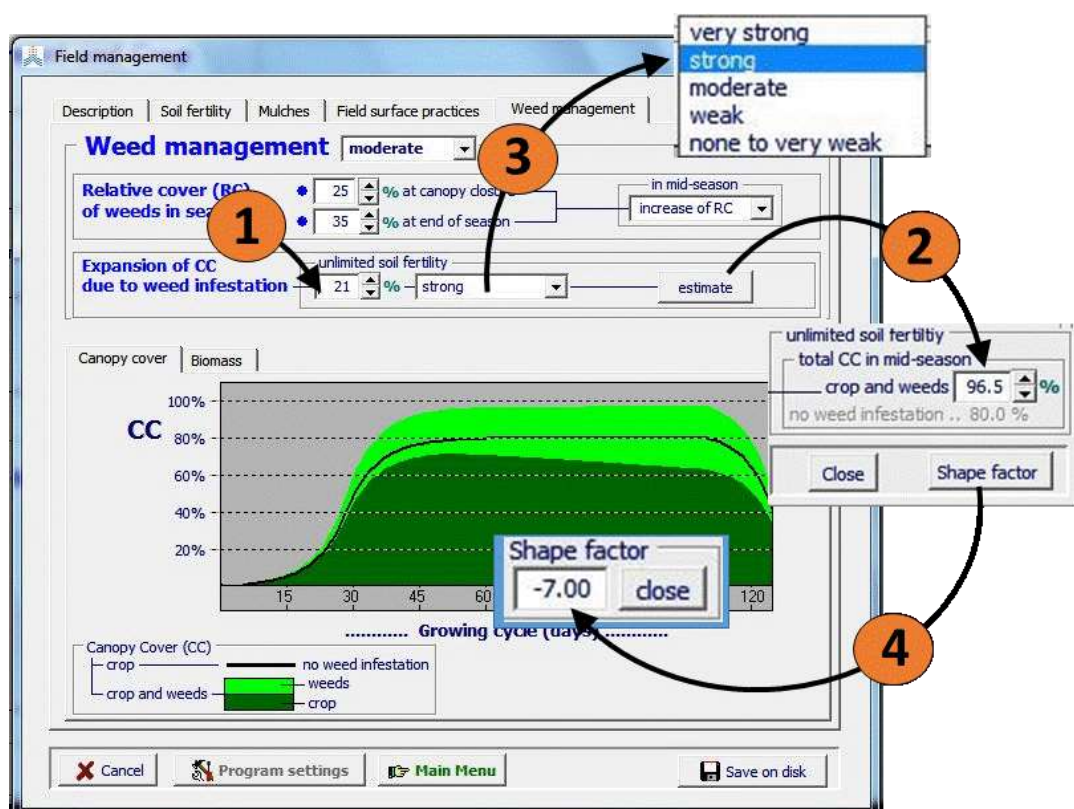 very strong
strong
moderate
weak
none to very weak
Field management
Description Soil fertility Mulches Field surface practices Weed management
Weed management moderate
3
Relative cover (RC) 25 % at canopy in mid-season
of weeds in 35 % at end of season increase of RC
1
2
Expansion of CC unlimited soil fertility
due to weed infestation 21 % strong estimate
unlimited soil fertiltiy
total CC in mid-season
crop and weeds 96.5 %
no weed infestation .. 80.0 %
Close Shape factor
Canopy cover Biomass
CC
100%
80%
60%
40%
20%
Shape factor
-7.00 close
15 30 45 60 120
4
............ Growing cycle (days) ............
Canopy Cover (CC)
crop no weed infestation
crop and weeds weeds
crop
Cancel Program settings Main Menu Save on disk